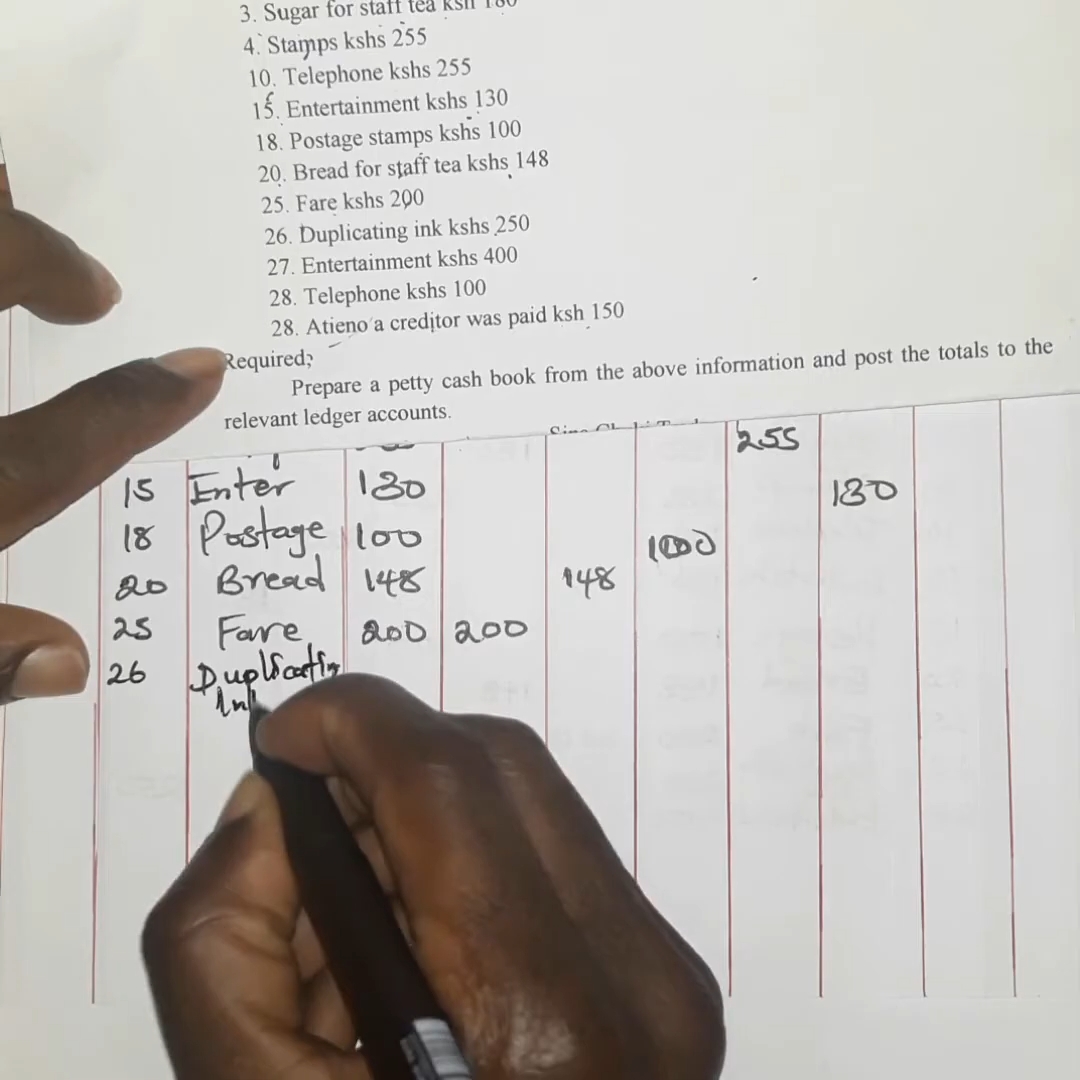 3. Sugar for staff tea ksh 180
4. Stamps kshs 255
10. Telephone kshs 255
15. Entertainment kshs 130
18. Postage stamps kshs 100
20. Bread for staff tea kshs 148
25. Fare kshs 200
26. Duplicating ink kshs 250
27. Entertainment kshs 400
28. Telephone kshs 100
28. Atieno a creditor was paid ksh 150
Required;
Prepare a petty cash book from the above information and post the totals to the
relevant ledger accounts.
255
15 Enter 130 130
18 Postage 100 100
20 Bread 148 148
25 Fare 200 200
26 Duplicating